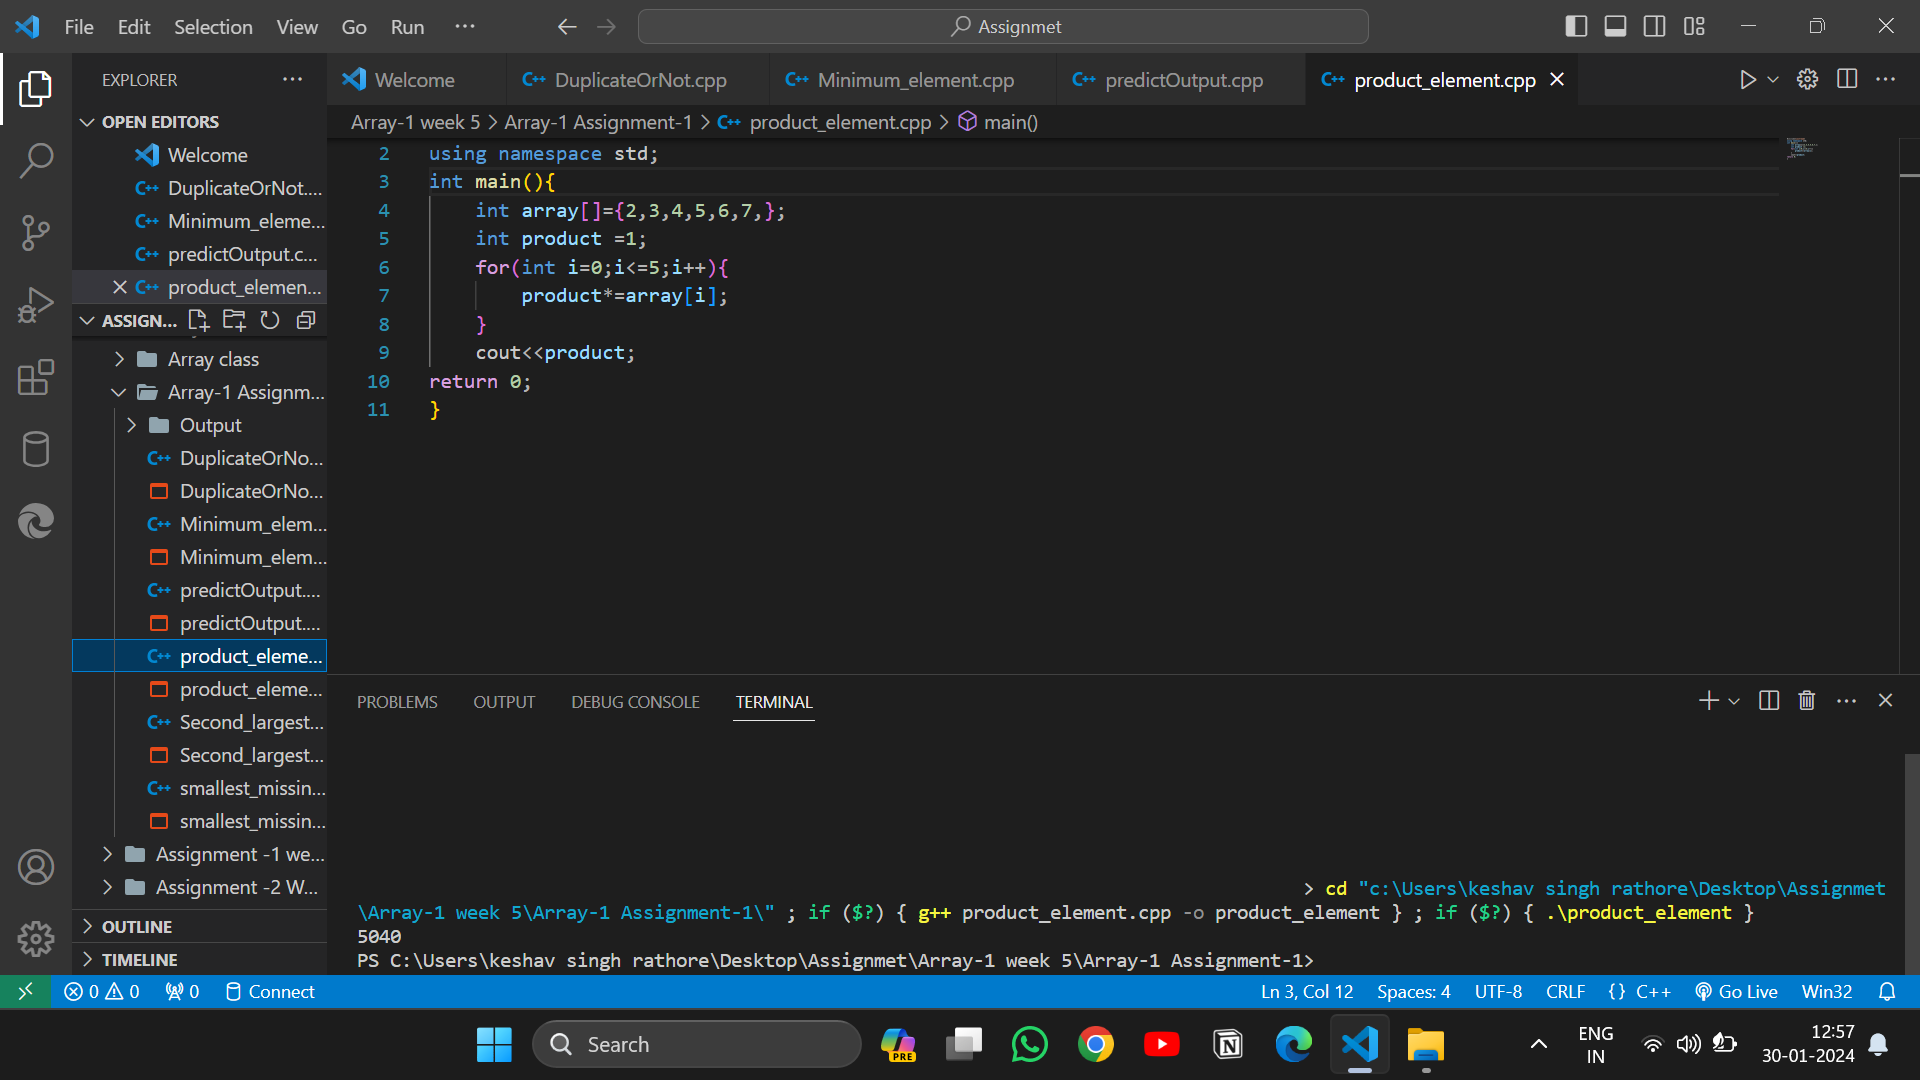 File Edit Selection View Go Run ···
Assignmet
EXPLORER ···
Welcome
DuplicateOrNot.cpp
Minimum_element.cpp
predictOutput.cpp
product_element.cpp
OPEN EDITORS
Welcome
DuplicateOrNot....
Minimum_eleme...
predictOutput.c...
product_elemen...
ASSIGN...
Array class
Array-1 Assignm...
Output
DuplicateOrNo...
DuplicateOrNo...
Minimum_elem...
Minimum_elem...
predictOutput....
predictOutput....
product_eleme...
product_eleme...
Second_largest...
Second_largest...
smallest_missin...
smallest_missin...
Assignment -1 we...
Assignment -2 W...
OUTLINE
TIMELINE
Array-1 week 5 > Array-1 Assignment-1 > product_element.cpp > main()
2 using namespace std;
3 int main(){
4 int array[]={2,3,4,5,6,7,};
5 int product =1;
6 for(int i=0;i<=5;i++){
7 product*=array[i];
8 }
9 cout<<product;
10 return 0;
11 }
PROBLEMS OUTPUT DEBUG CONSOLE TERMINAL
> cd "c:\Users\keshav singh rathore\Desktop\Assignmet
\Array-1 week 5\Array-1 Assignment-1\" ; if ($?) { g++ product_element.cpp -o product_element } ; if ($?) { .\product_element }
5040
PS C:\Users\keshav singh rathore\Desktop\Assignmet\Array-1 week 5\Array-1 Assignment-1>
0 0 0 Connect
Ln 3, Col 12 Spaces: 4 UTF-8 CRLF {} C++ Go Live Win32
Search
PRE
ENG
IN
12:57
30-01-2024